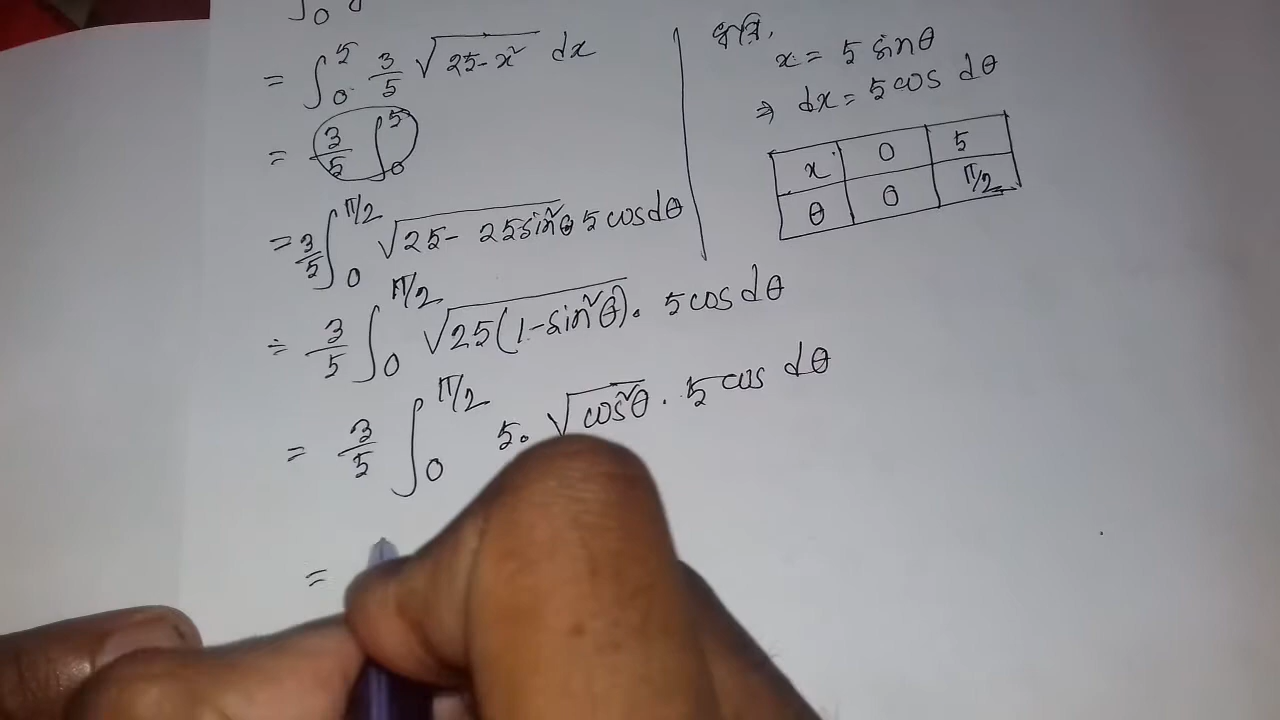 ∫₀
= ∫₀⁵ 3/5 √(25-x²) dx
= 3/5 ∫₀⁵
= 3/5 ∫₀^(π/2) √(25 - 25sin²θ) 5 cosdθ
= 3/5 ∫₀^(π/2) √(25(1-sin²θ)) . 5 cos dθ
= 3/5 ∫₀^(π/2) 5. √(cos²θ) . 5 cos dθ
=
ধরি,
x = 5 sinθ
⇒ dx = 5 cos dθ
x 0 5
θ 0 π/2